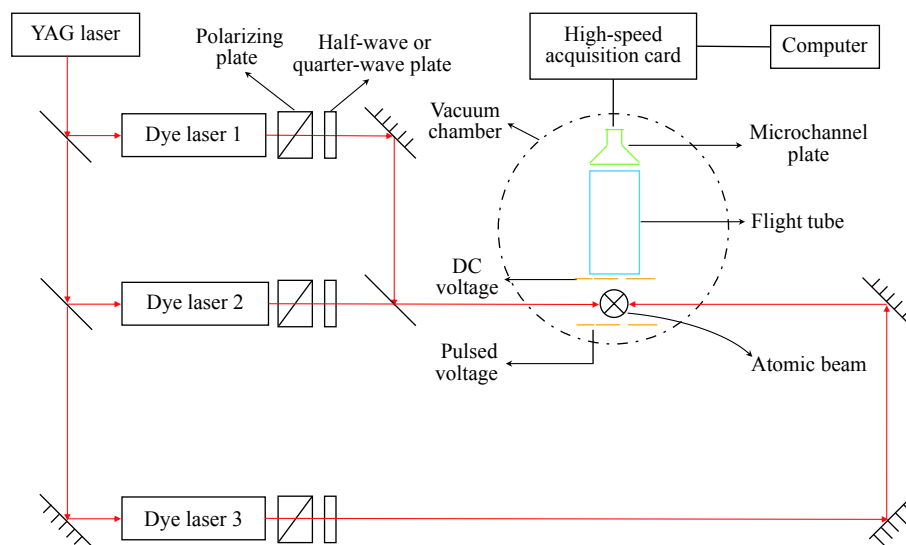 YAG laser
Polarizing
plate
Half-wave or
quarter-wave plate
High-speed
acquisition card
Computer
Dye laser 1
Vacuum
chamber
Microchannel
plate
Flight tube
DC
voltage
Dye laser 2
Pulsed
voltage
Atomic beam
Dye laser 3